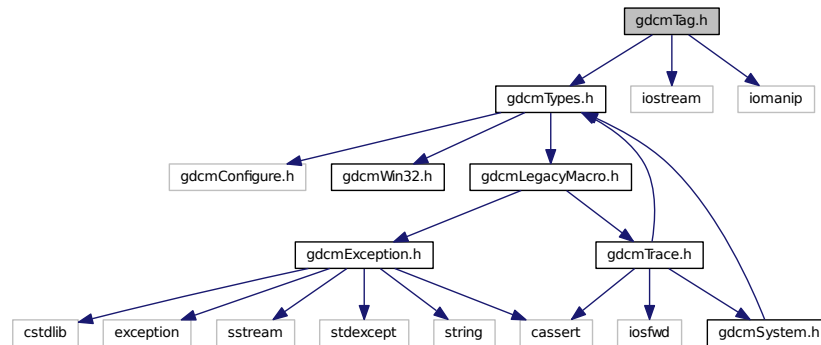 gdcmTag.h
gdcmTypes.h
iostream
iomanip
gdcmConfigure.h
gdcmWin32.h
gdcmLegacyMacro.h
gdcmException.h
gdcmTrace.h
cstdlib
exception
sstream
stdexcept
string
cassert
iosfwd
gdcmSystem.h